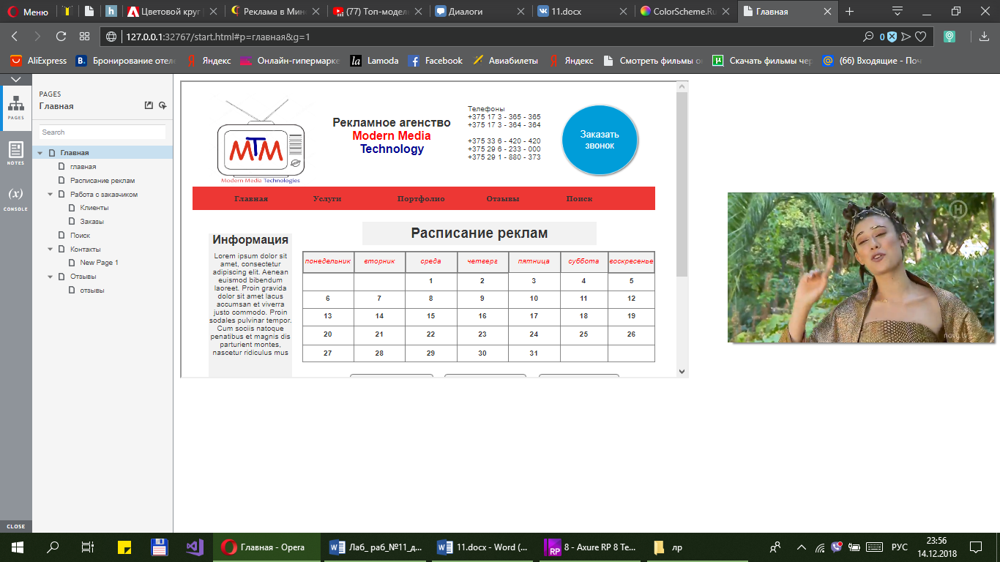 Меню
Цветовой круг
Реклама в Мин
(77) Топ-модел
Диалоги
11.docx
ColorScheme.Ru
Главная
127.0.0.1:32767/start.html#p=главная&g=1
0
AliExpress
B. Бронирование отеле
Я Яндекс
Онлайн-гипермарке
la Lamoda
Facebook
Авиабилеты
Я Яндекс
Смотреть фильмы о
Скачать фильмы чер
(66) Входящие - Поч
PAGES
NOTES
(x)
CONSOLE
CLOSE
PAGES
Главная
Search
Главная
главная
Расписание реклам
Работа с заказчиком
Клиенты
Заказы
Поиск
Контакты
New Page 1
Отзывы
отзывы
MTM
Modern Media Technologies
Рекламное агенство
Modern Media
Technology
Телефоны
+375 17 3 - 365 - 365
+375 17 3 - 364 - 364
+375 33 6 - 420 - 420
+375 29 6 - 233 - 000
+375 29 1 - 880 - 373
Заказать
звонок
Главная Услуги Портфолио Отзывы Поиск
Информация
Lorem ipsum dolor sit
amet, consectetur
adipiscing elit. Aenean
euismod bibendum
laoreet. Proin gravida
dolor sit amet lacus
accumsan et viverra
justo commodo. Proin
sodales pulvinar tempor.
Cum sociis natoque
penatibus et magnis dis
parturient montes,
nascetur ridiculus mus
Расписание реклам
понедельник вторник среда четверг пятница суббота воскресенье
1 2 3 4 5
6 7 8 9 10 11 12
13 14 15 16 17 18 19
20 21 22 23 24 25 26
27 28 29 30 31
H
novy.tv
Главная - Opera
Лаб_ раб_№11_д...
11.docx - Word (...
RP
8 - Axure RP 8 Te...
лр
РУС
23:56
14.12.2018